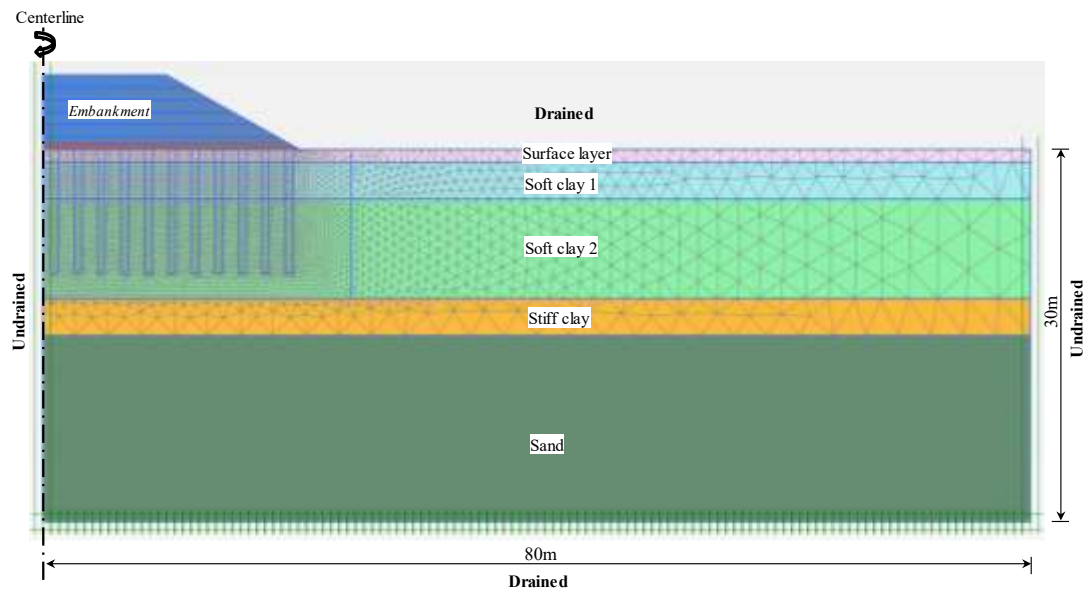 Centerline
Embankment
Drained
Surface layer
Soft clay 1
Soft clay 2
Undrained
Stiff clay
30m
Undrained
Sand
80m
Drained